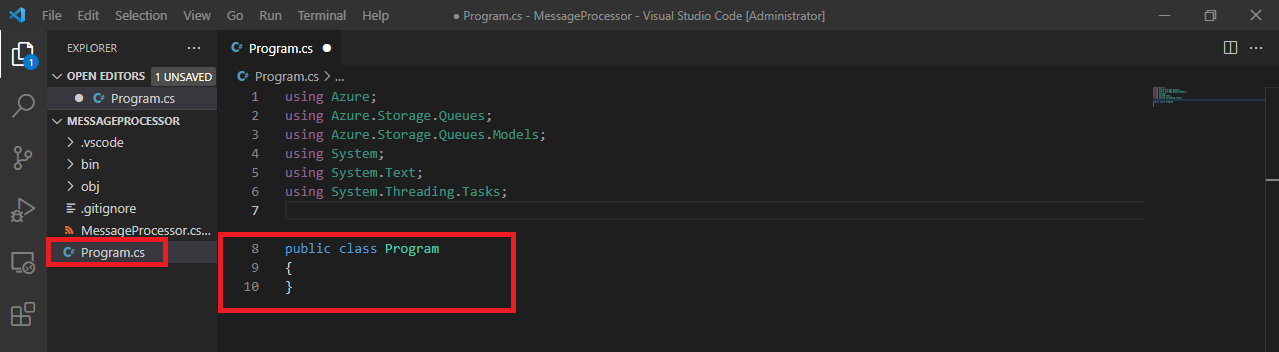 File Edit Selection View Go Run Terminal Help ● Program.cs - MessageProcessor - Visual Studio Code [Administrator]
EXPLORER ···
OPEN EDITORS 1 UNSAVED
● C# Program.cs
MESSAGEPROCESSOR
.vscode
bin
obj
.gitignore
MessageProcessor.cs...
C# Program.cs
1
C# Program.cs ●
C# Program.cs > ...
1 using Azure;
2 using Azure.Storage.Queues;
3 using Azure.Storage.Queues.Models;
4 using System;
5 using System.Text;
6 using System.Threading.Tasks;
7
8 public class Program
9 {
10 }